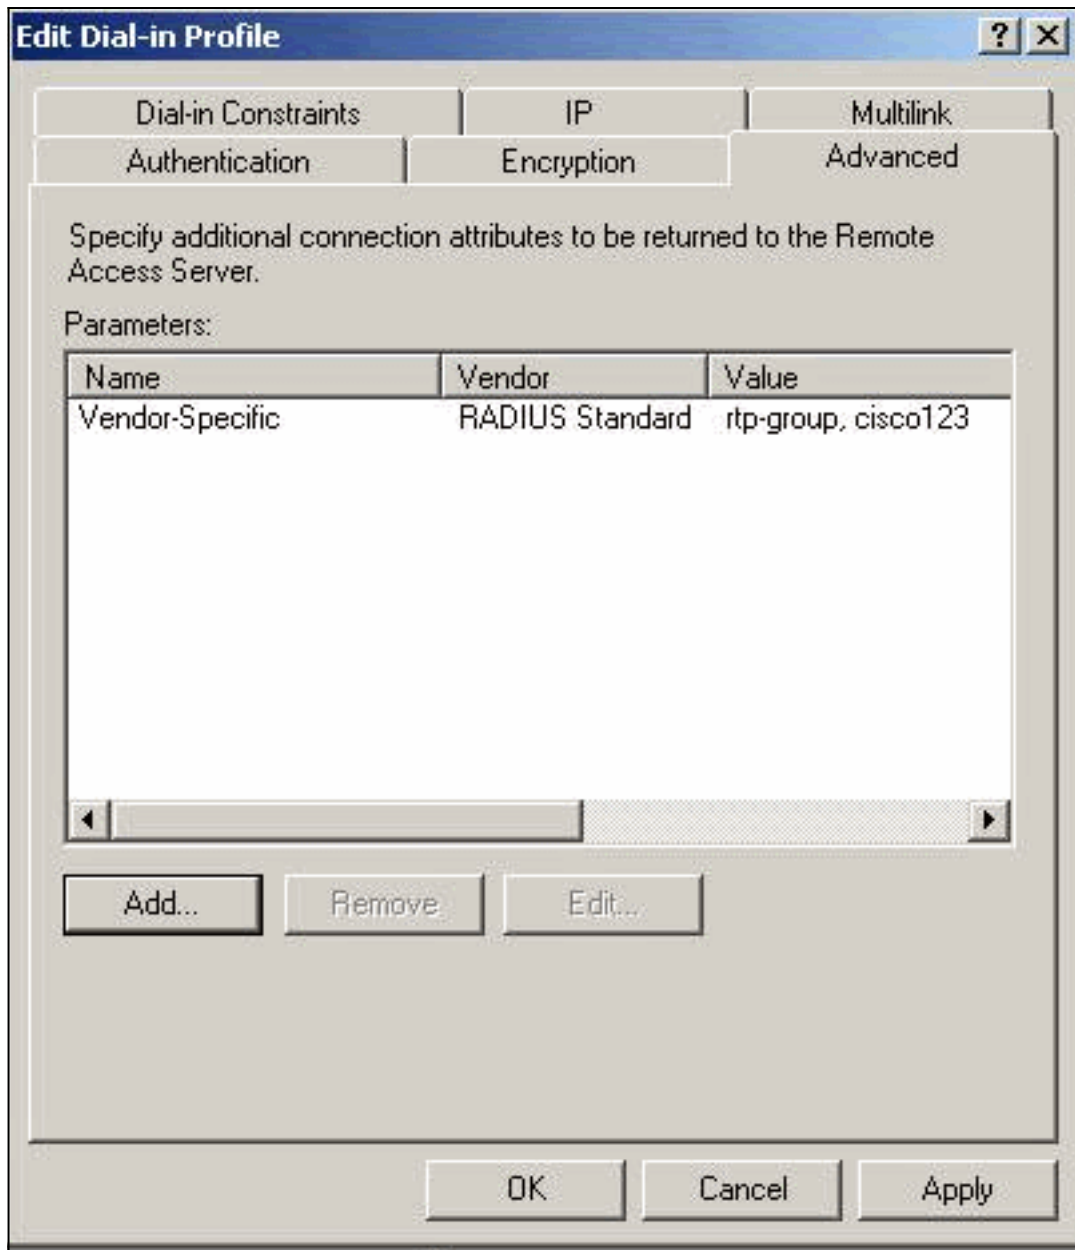 Edit Dial-in Profile
Dial-in Constraints IP Multilink
Authentication Encryption Advanced
Specify additional connection attributes to be returned to the Remote
Access Server.
Parameters:
Name Vendor Value
Vendor-Specific RADIUS Standard rtp-group, cisco123
Add... Remove Edit...
OK Cancel Apply